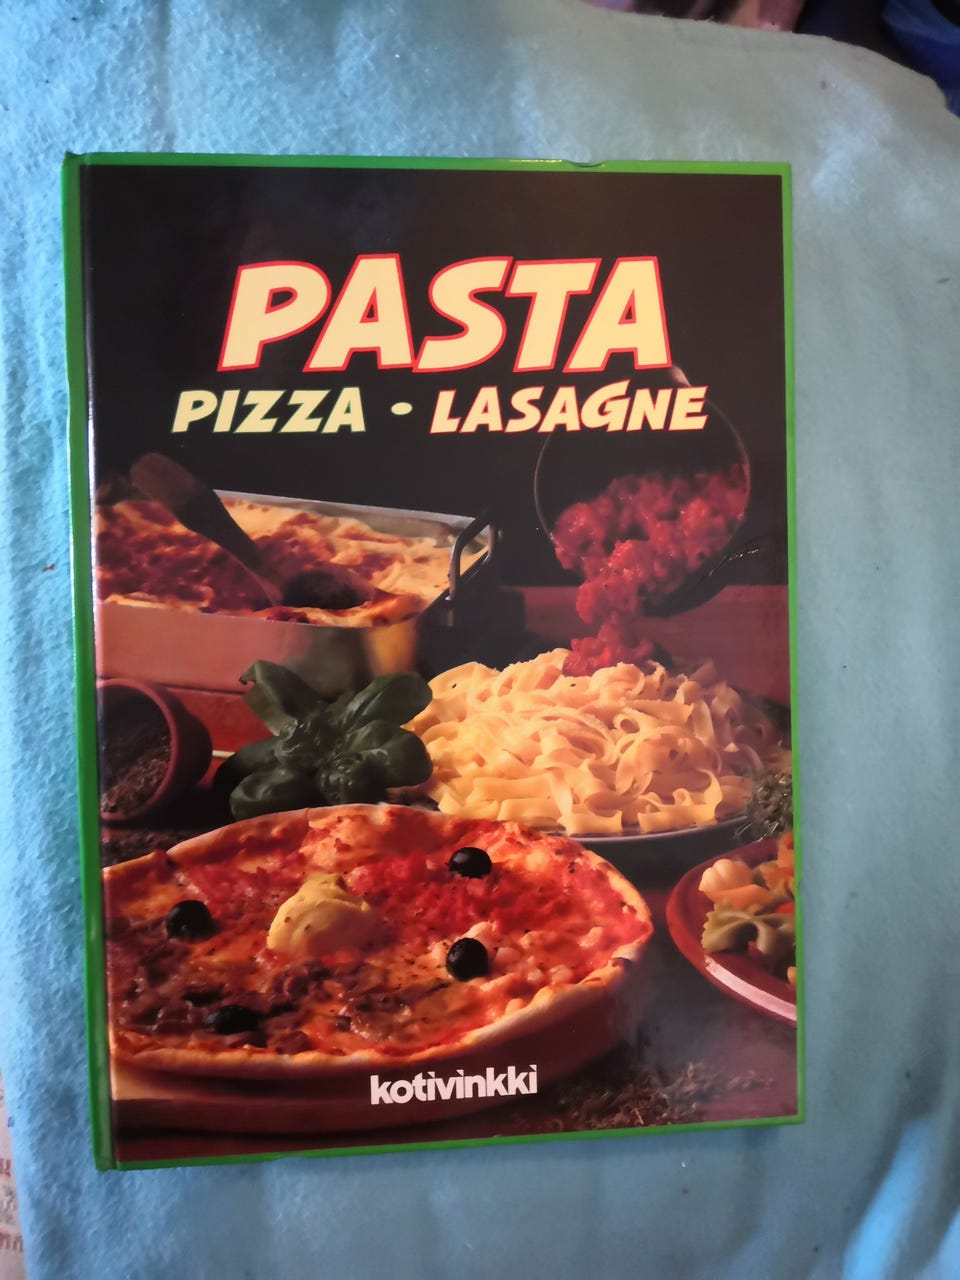 PASTA
PIZZA • LASAGNE
kotivinkki